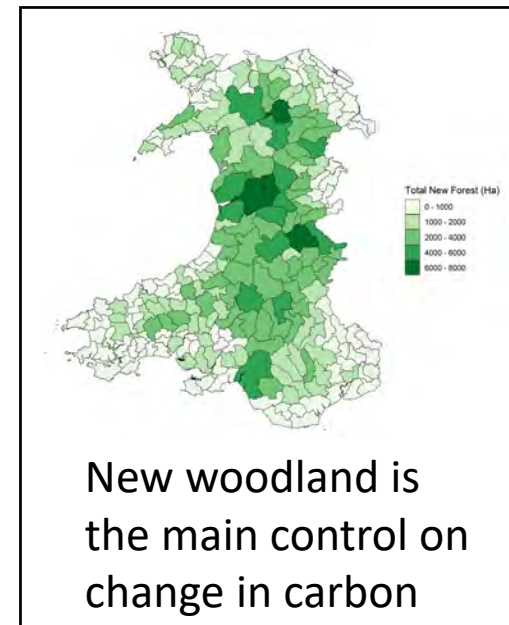 Total New Forest (Ha)
0 - 1000
1000 - 2000
2000 - 4000
4000 - 6000
6000 - 8000
New woodland is
the main control on
change in carbon